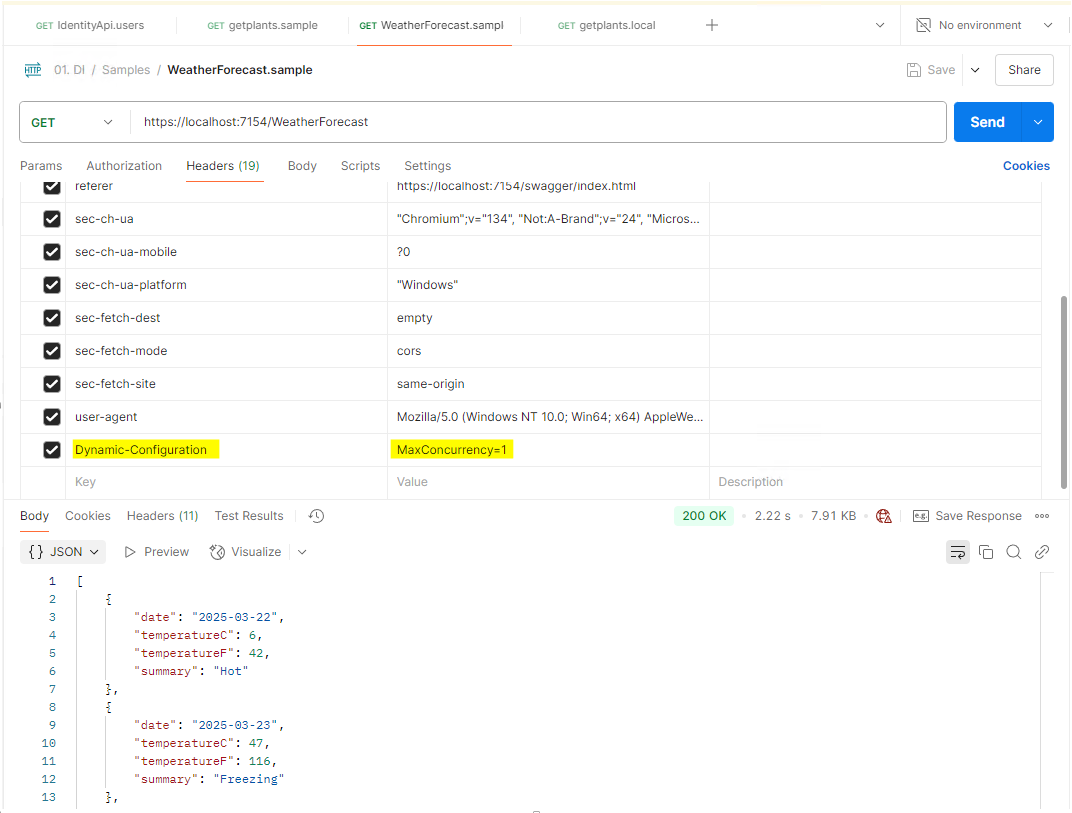 GET IdentityApi.users GET getplants.sample GET WeatherForecast.sampl GET getplants.local No environment
HTTP 01. DI / Samples / WeatherForecast.sample Save Share
GET https://localhost:7154/WeatherForecast Send
Params Authorization Headers (19) Body Scripts Settings Cookies
referer https://localhost:7154/swagger/index.html
sec-ch-ua "Chromium";v="134", "Not:A-Brand";v="24", "Micros...
sec-ch-ua-mobile ?0
sec-ch-ua-platform "Windows"
sec-fetch-dest empty
sec-fetch-mode cors
sec-fetch-site same-origin
user-agent Mozilla/5.0 (Windows NT 10.0; Win64; x64) AppleWe...
Dynamic-Configuration MaxConcurrency=1
Key Value Description
Body Cookies Headers (11) Test Results 200 OK 2.22 s 7.91 KB e.g. Save Response
{} JSON Preview Visualize
1 [
2 {
3 "date": "2025-03-22",
4 "temperatureC": 6,
5 "temperatureF": 42,
6 "summary": "Hot"
7 },
8 {
9 "date": "2025-03-23",
10 "temperatureC": 47,
11 "temperatureF": 116,
12 "summary": "Freezing"
13 },